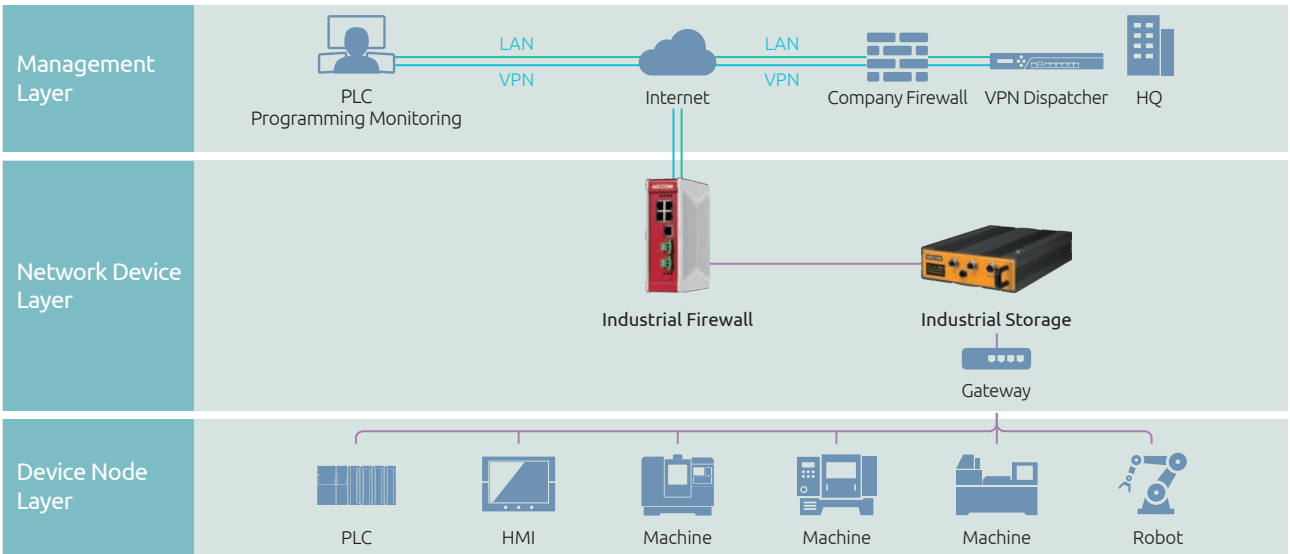 Management
Layer
LAN
VPN
LAN
VPN
PLC
Programming Monitoring
Internet
Company Firewall
VPN Dispatcher
HQ
Network Device
Layer
Industrial Firewall
Industrial Storage
Gateway
Device Node
Layer
PLC
HMI
Machine
Machine
Machine
Robot